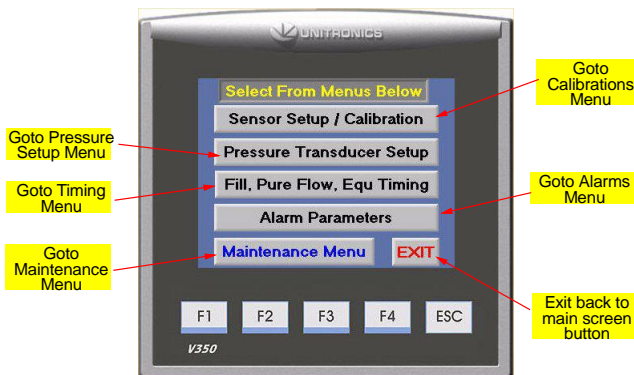 UNITRONICS
Select From Menus Below
Sensor Setup / Calibration
Pressure Transducer Setup
Fill, Pure Flow, Equ Timing
Alarm Parameters
Maintenance Menu
EXIT
F1
F2
F3
F4
ESC
V350
Goto Pressure
Setup Menu
Goto Timing
Menu
Goto
Maintenance
Menu
Goto
Calibrations
Menu
Goto Alarms
Menu
Exit back to
main screen
button